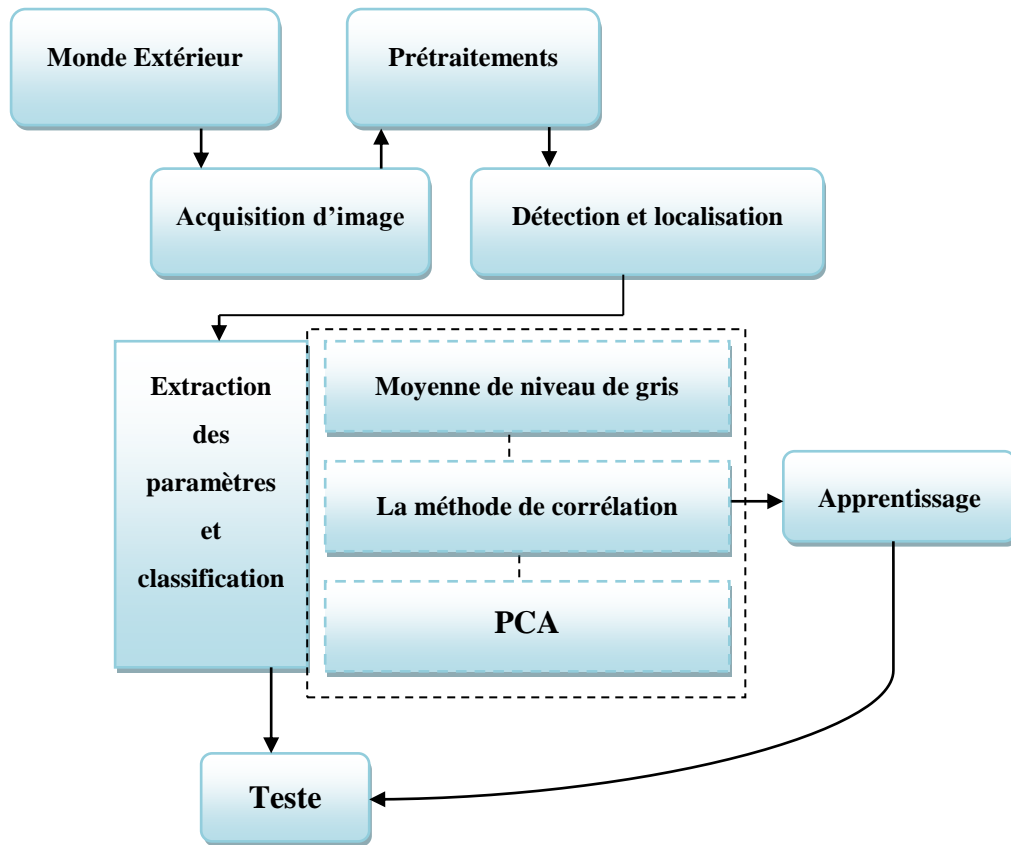 Monde Extérieur
Prétraitements
Acquisition d'image
Détection et localisation
Extraction
des
paramètres
et
classification
Moyenne de niveau de gris
La méthode de corrélation
PCA
Apprentissage
Teste